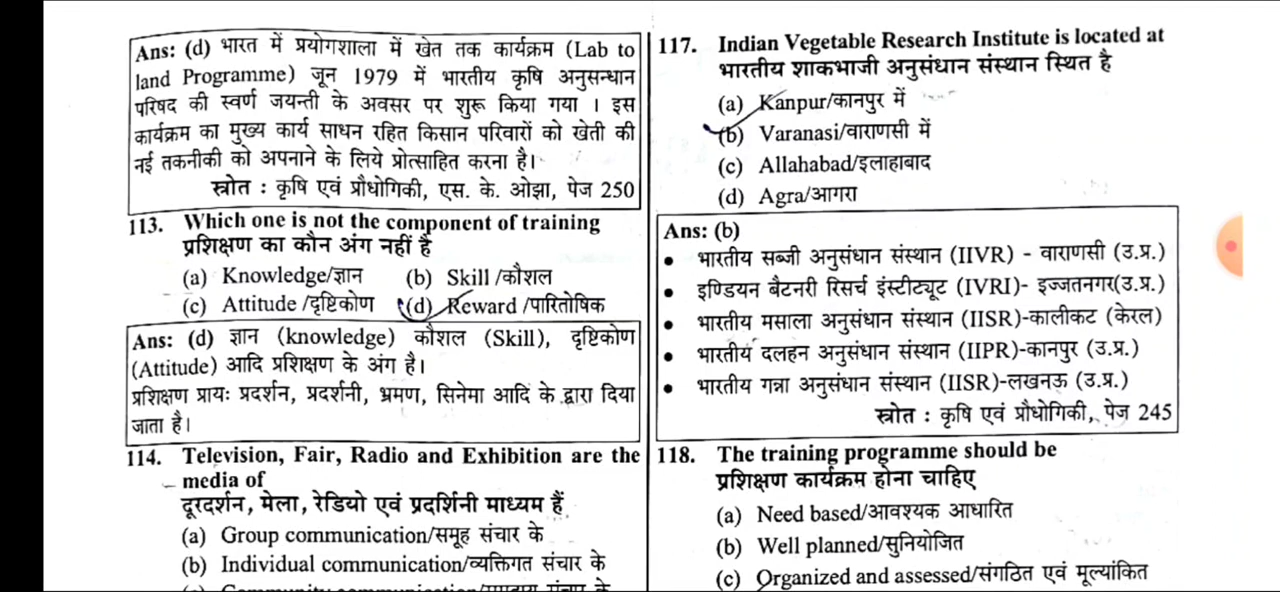 Ans: (d) भारत में प्रयोगशाला में खेत तक कार्यक्रम (Lab to
land Programme) जून 1979 में भारतीय कृषि अनुसन्धान
परिषद की स्वर्ण जयन्ती के अवसर पर शुरू किया गया । इस
कार्यक्रम का मुख्य कार्य साधन रहित किसान परिवारों को खेती की
नई तकनीकी को अपनाने के लिये प्रोत्साहित करना है।
स्रोत : कृषि एवं प्रौधोगिकी, एस. के. ओझा, पेज 250
113. Which one is not the component of training
प्रशिक्षण का कौन अंग नहीं है
(a) Knowledge/ज्ञान (b) Skill /कौशल
(c) Attitude /दृष्टिकोण (d) Reward /पारितोषिक
Ans: (d) ज्ञान (knowledge) कौशल (Skill), दृष्टिकोण
(Attitude) आदि प्रशिक्षण के अंग है।
प्रशिक्षण प्रायः प्रदर्शन, प्रदर्शनी, भ्रमण, सिनेमा आदि के द्वारा दिया
जाता है।
114. Television, Fair, Radio and Exhibition are the
media of
दूरदर्शन, मेला, रेडियो एवं प्रदर्शिनी माध्यम हैं
(a) Group communication/समूह संचार के
(b) Individual communication/व्यक्तिगत संचार के
117. Indian Vegetable Research Institute is located at
भारतीय शाकभाजी अनुसंधान संस्थान स्थित है
(a) Kanpur/कानपुर में
(b) Varanasi/वाराणसी में
(c) Allahabad/इलाहाबाद
(d) Agra/आगरा
Ans: (b)
• भारतीय सब्जी अनुसंधान संस्थान (IIVR) - वाराणसी (उ.प्र.)
• इण्डियन बैटनरी रिसर्च इंस्टीट्यूट (IVRI)- इज्जतनगर(उ.प्र.)
• भारतीय मसाला अनुसंधान संस्थान (IISR)-कालीकट (केरल)
• भारतीय दलहन अनुसंधान संस्थान (IIPR)-कानपुर (उ.प्र.)
• भारतीय गन्ना अनुसंधान संस्थान (IISR)-लखनऊ (उ.प्र.)
स्रोत : कृषि एवं प्रौधोगिकी, पेज 245
118. The training programme should be
प्रशिक्षण कार्यक्रम होना चाहिए
(a) Need based/आवश्यक आधारित
(b) Well planned/सुनियोजित
(c) Organized and assessed/संगठित एवं मूल्यांकित